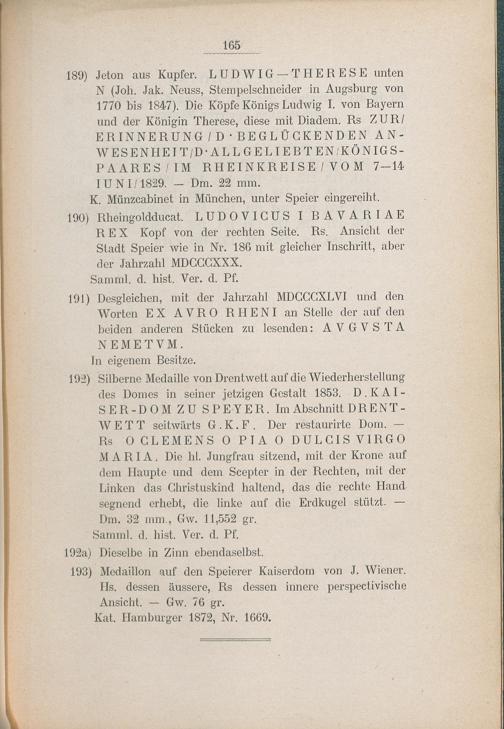 165
189) Jeton aus Kupfer. LUDWIG — THERESE unten
N (Joh. Jak. Neuss, Stempelschneider in Augsburg von
1770 bis 1847). Die Köpfe Königs Ludwig I. von Bayern
und der Königin Therese, diese mit Diadem. Rs ZUR/
ERINNERUNG / D · BEGLÜCKENDEN AN-
WESENHEIT/D·ALLGELIEBTEN/KÖNIGS-
PAARES / IM RHEINKREISE / VOM 7—14
IUNI/1829. — Dm. 22 mm.
K. Münzcabinet in München, unter Speier eingereiht.
190) Rheingoldducat. LUDOVICUS I BAVARIAE
REX Kopf von der rechten Seite. Rs. Ansicht der
Stadt Speier wie in Nr. 186 mit gleicher Inschrift, aber
der Jahrzahl MDCCCXXX.
Samml. d. hist. Ver. d. Pf.
191) Desgleichen, mit der Jahrzahl MDCCCXLVI und den
Worten EX AVRO RHENI an Stelle der auf den
beiden anderen Stücken zu lesenden: AVGVSTA
NEMETVM.
In eigenem Besitze.
192) Silberne Medaille von Drentwett auf die Wiederherstellung
des Domes in seiner jetzigen Gestalt 1853. D. KAI-
SER-DOM ZU SPEYER. Im Abschnitt DRENT-
WETT seitwärts G.K.F. Der restaurirte Dom. —
Rs O CLEMENS O PIA O DULCIS VIRGO
MARIA. Die hl. Jungfrau sitzend, mit der Krone auf
dem Haupte und dem Scepter in der Rechten, mit der
Linken das Christuskind haltend, das die rechte Hand
segnend erhebt, die linke auf die Erdkugel stützt. —
Dm. 32 mm., Gw. 11,552 gr.
Samml. d. hist. Ver. d. Pf.
192a) Dieselbe in Zinn ebendaselbst.
193) Medaillon auf den Speierer Kaiserdom von J. Wiener.
Hs. dessen äussere, Rs dessen innere perspectivische
Ansicht. — Gw. 76 gr.
Kat. Hamburger 1872, Nr. 1669.